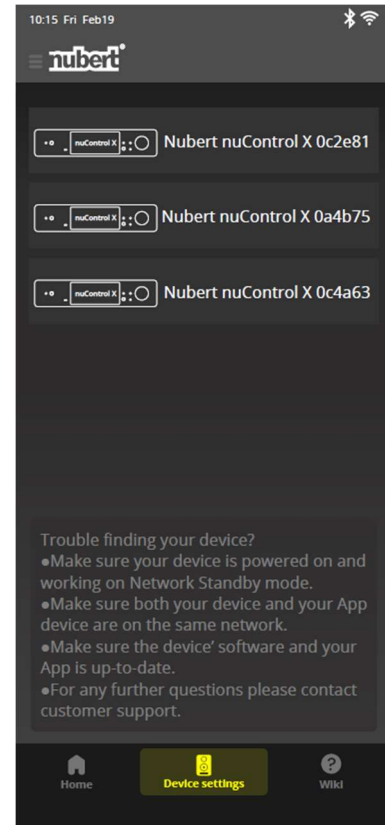 10:15 Fri Feb19
nubert
nuControl X
Nubert nuControl X 0c2e81
nuControl X
Nubert nuControl X 0a4b75
nuControl X
Nubert nuControl X 0c4a63
Trouble finding your device?
●Make sure your device is powered on and
working on Network Standby mode.
●Make sure both your device and your App
device are on the same network.
●Make sure the device’ software and your
App is up-to-date.
●For any further questions please contact
customer support.
Home
Device settings
Wiki